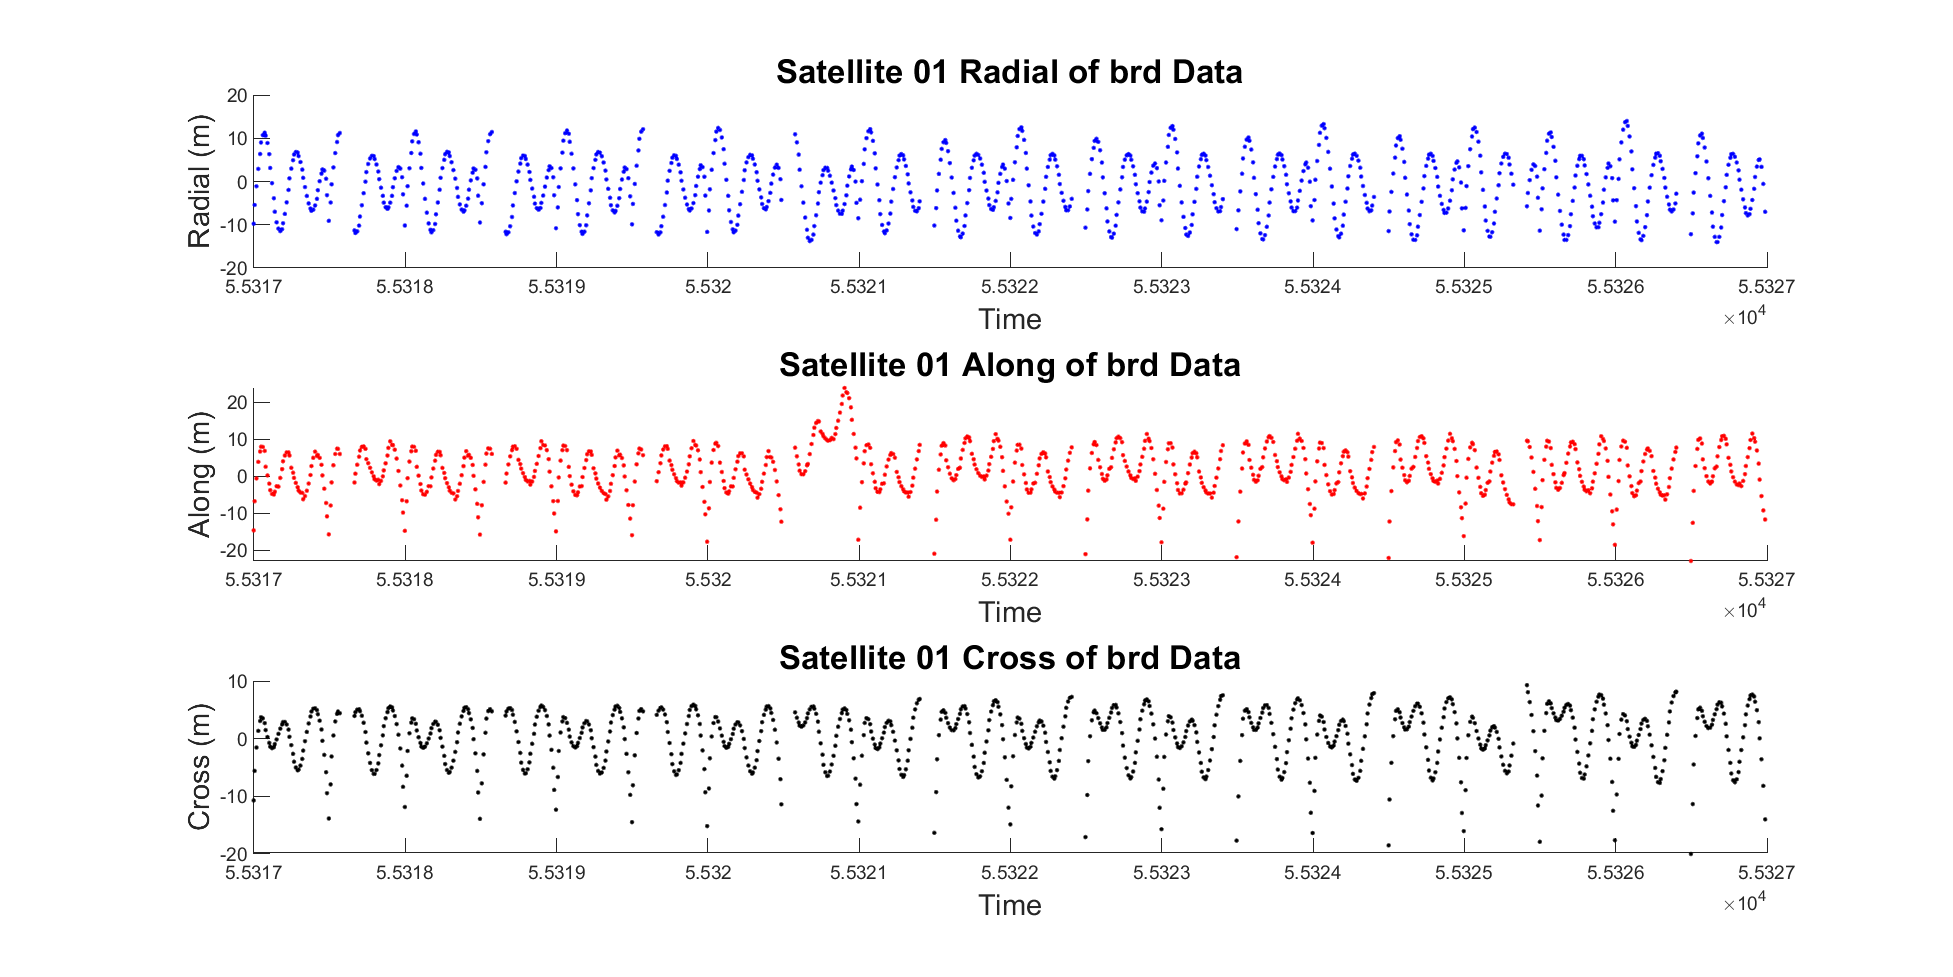 Satellite 01 Radial of brd Data
Radial (m)
20
10
0
-10
-20
5.5317 5.5318 5.5319 5.532 5.5321 5.5322 5.5323 5.5324 5.5325 5.5326 5.5327
Time
×10^4
Satellite 01 Along of brd Data
Along (m)
20
10
0
-10
-20
5.5317 5.5318 5.5319 5.532 5.5321 5.5322 5.5323 5.5324 5.5325 5.5326 5.5327
Time
×10^4
Satellite 01 Cross of brd Data
Cross (m)
10
0
-10
-20
5.5317 5.5318 5.5319 5.532 5.5321 5.5322 5.5323 5.5324 5.5325 5.5326 5.5327
Time
×10^4